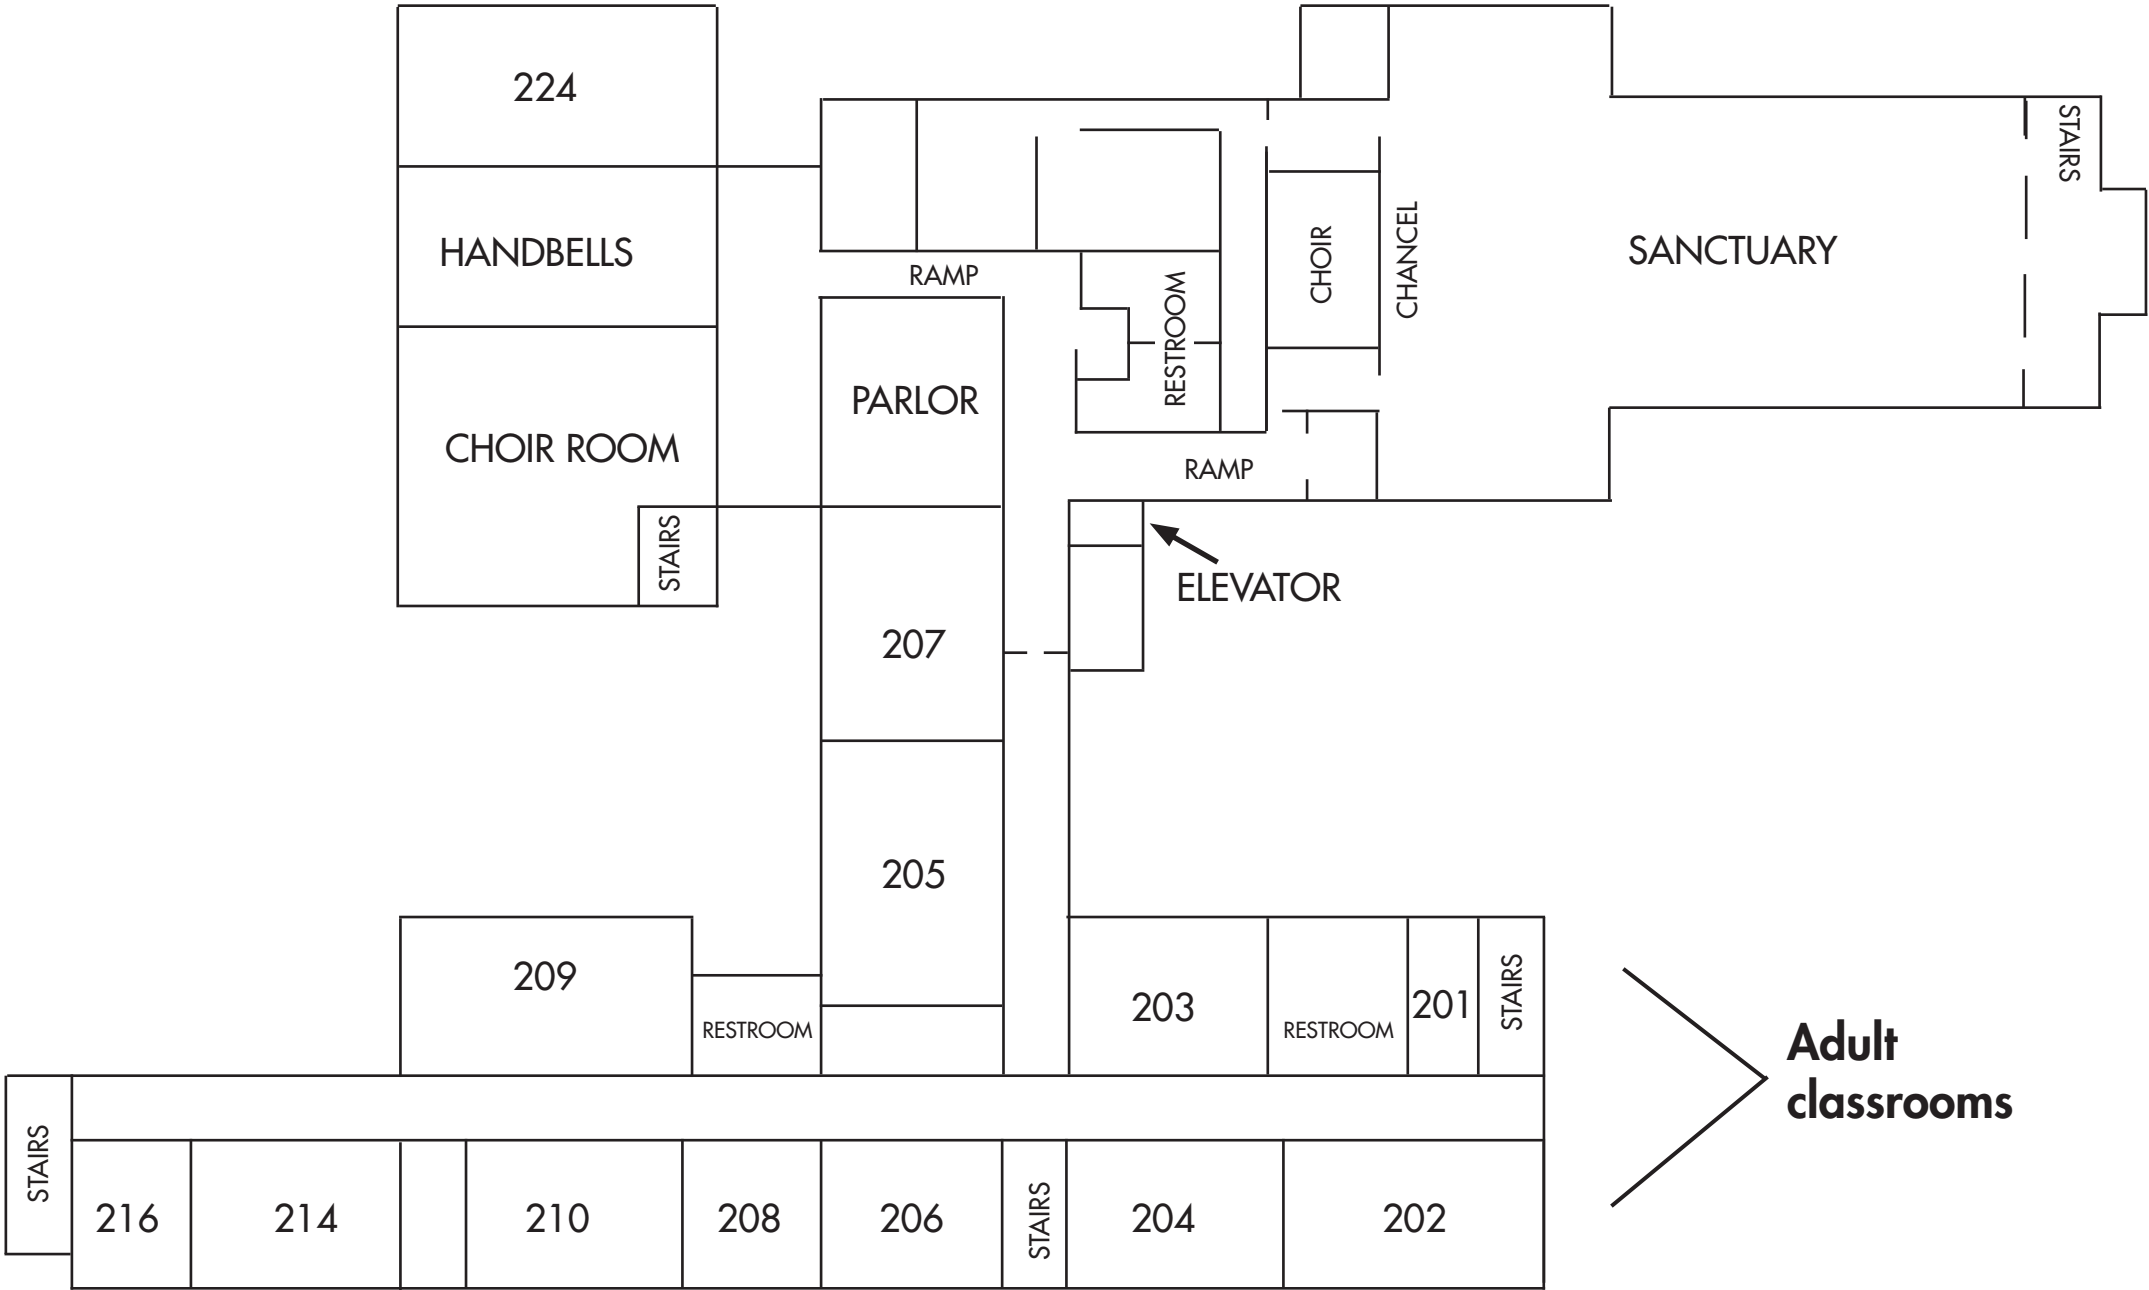 224
STAIRS
HANDBELLS
RAMP
CHOIR
CHANCEL
SANCTUARY
RESTROOM
PARLOR
CHOIR ROOM
RAMP
STAIRS
ELEVATOR
207
205
209
RESTROOM
203
RESTROOM
201
STAIRS
Adult
classrooms
STAIRS
216
214
210
208
206
STAIRS
204
202